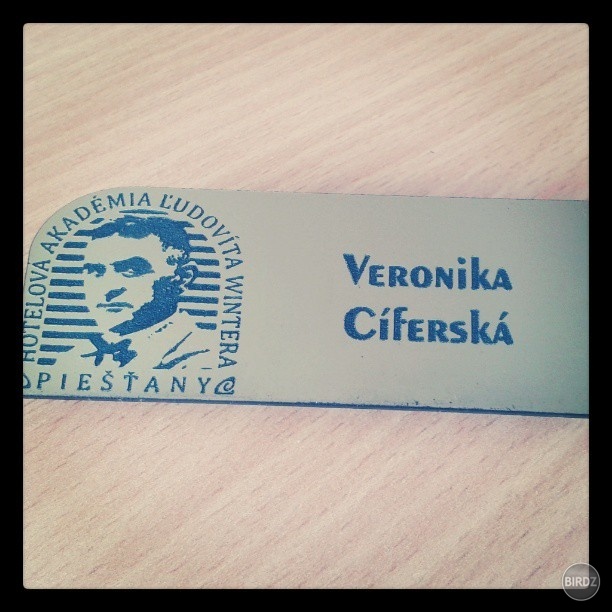 HOTELOVÁ AKADÉMIA ĽUDOVÍTA WINTERA
PIEŠŤANY
Veronika
Cíferská
BIRDZ